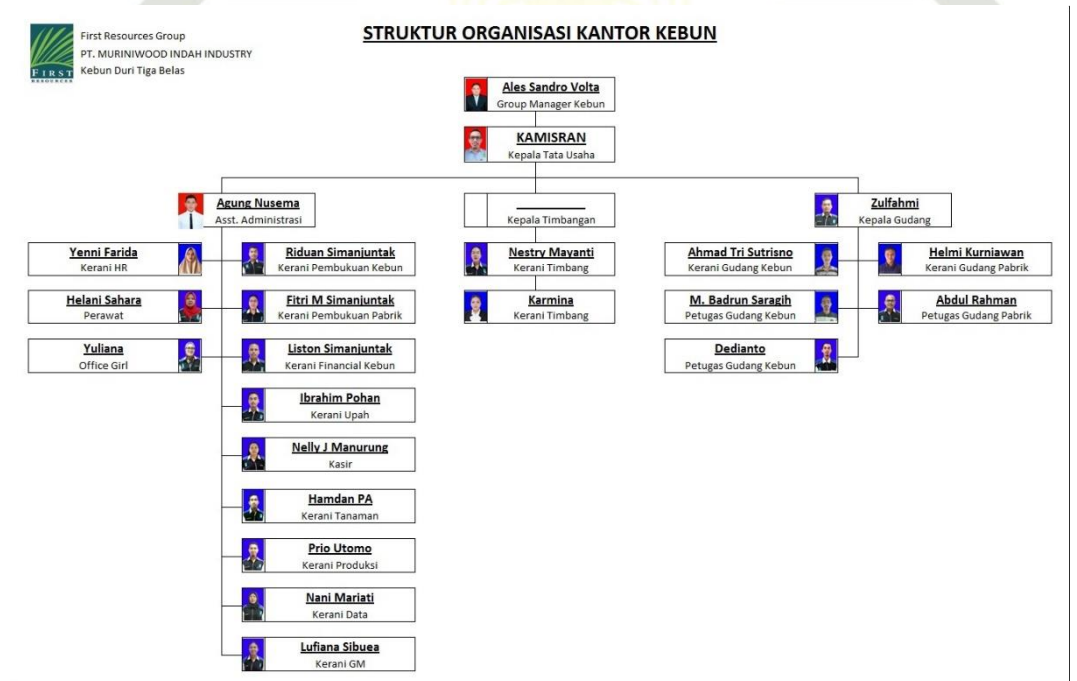 First Resources Group
PT. MURINIWOOD INDAH INDUSTRY
Kebun Duri Tiga Belas
FIRST
RESOURCES
STRUKTUR ORGANISASI KANTOR KEBUN
Ales Sandro Volta
Group Manager Kebun
KAMISRAN
Kepala Tata Usaha
Agung Nusema
Asst. Administrasi
Kepala Timbangan
Zulfahmi
Kepala Gudang
Yenni Farida
Kerani HR
Riduan Simanjuntak
Kerani Pembukuan Kebun
Nestry Mayanti
Kerani Timbang
Ahmad Tri Sutrisno
Kerani Gudang Kebun
Helmi Kurniawan
Kerani Gudang Pabrik
Helani Sahara
Perawat
Fitri M Simanjuntak
Kerani Pembukuan Pabrik
Karmina
Kerani Timbang
M. Badrun Saragih
Petugas Gudang Kebun
Abdul Rahman
Petugas Gudang Pabrik
Yuliana
Office Girl
Liston Simanjuntak
Kerani Financial Kebun
Dedianto
Petugas Gudang Kebun
Ibrahim Pohan
Kerani Upah
Nelly J Manurung
Kasir
Hamdan PA
Kerani Tanaman
Prio Utomo
Kerani Produksi
Nani Mariati
Kerani Data
Lufiana Sibuea
Kerani GM